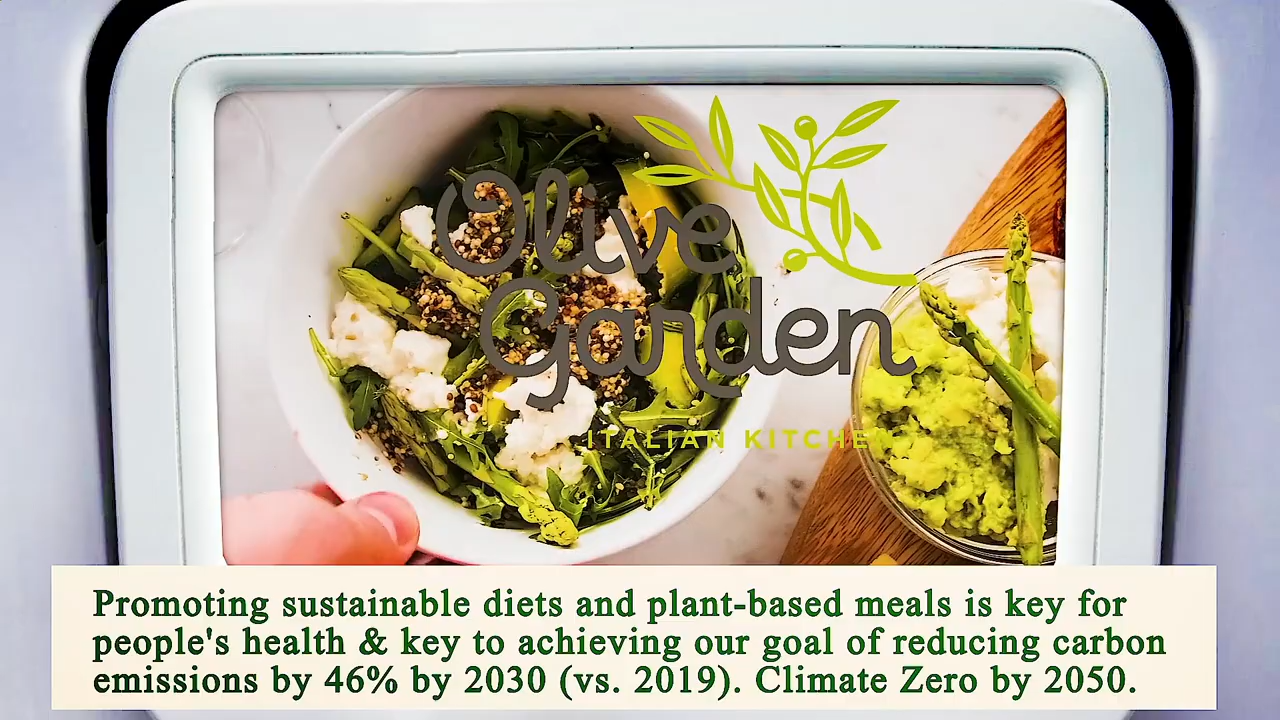 Olive
Garden
ITALIAN KITCHEN
Promoting sustainable diets and plant-based meals is key for
people's health & key to achieving our goal of reducing carbon
emissions by 46% by 2030 (vs. 2019). Climate Zero by 2050.